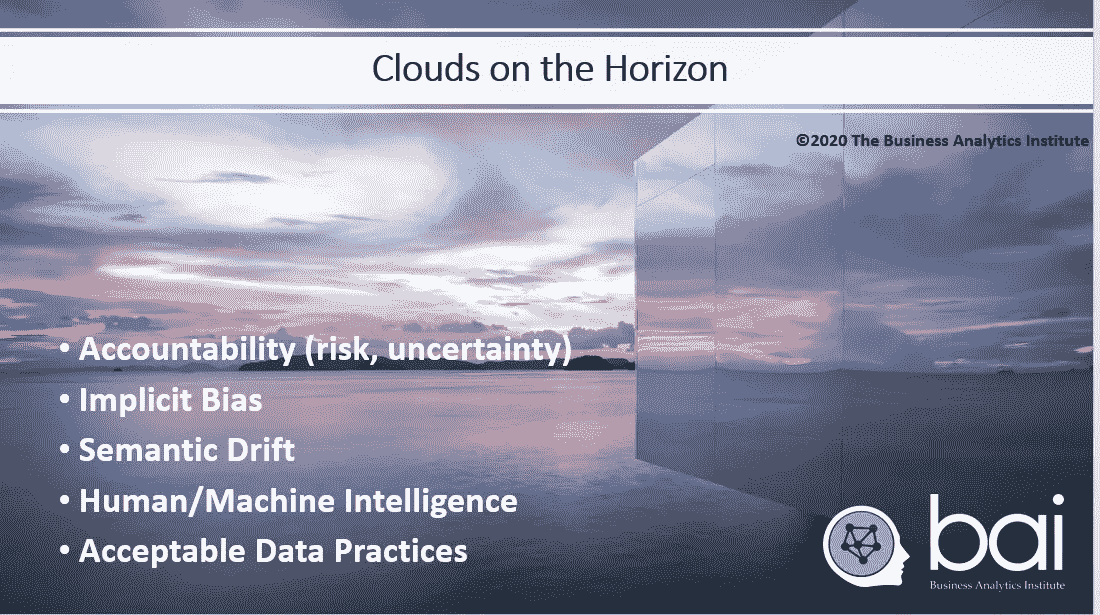 Clouds on the Horizon
©2020 The Business Analytics Institute
• Accountability (risk, uncertainty)
• Implicit Bias
• Semantic Drift
• Human/Machine Intelligence
• Acceptable Data Practices
bai
Business Analytics Institute